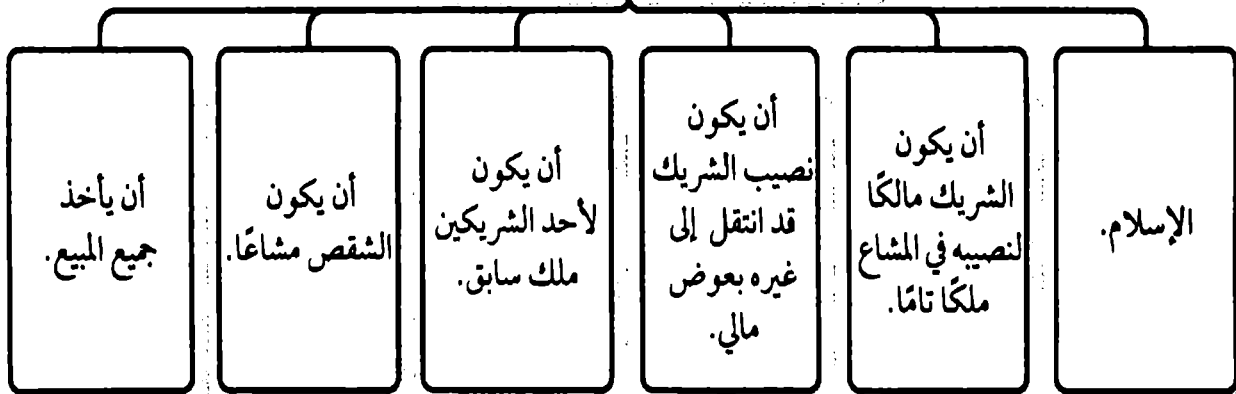 الإسلام.
أن يكون
الشريك مالكًا
لنصيبه في المشاع
ملكًا تامًا.
أن يكون
نصيب الشريك
قد انتقل إلى
غيره بعوض
مالي.
أن يكون
لأحد الشريكين
ملك سابق.
أن يكون
الشقص مشاعًا.
أن يأخذ
جميع المبيع.